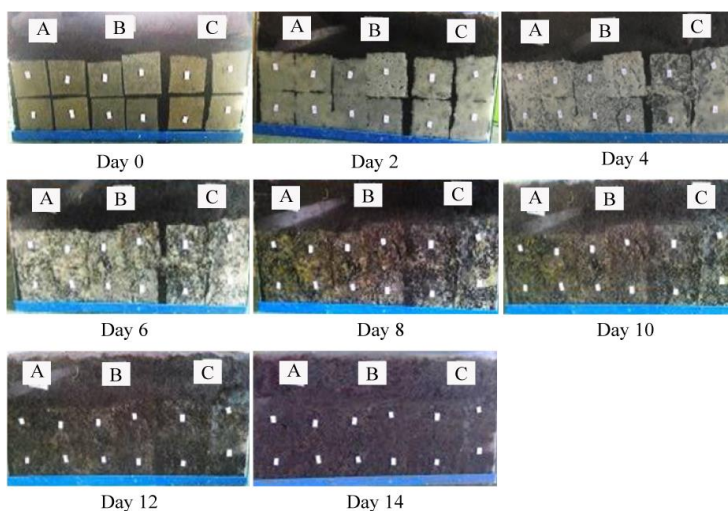 A B C
A B C
A B C
Day 0
Day 2
Day 4
A B C
A B C
A B C
Day 6
Day 8
Day 10
A B C
A B C
Day 12
Day 14